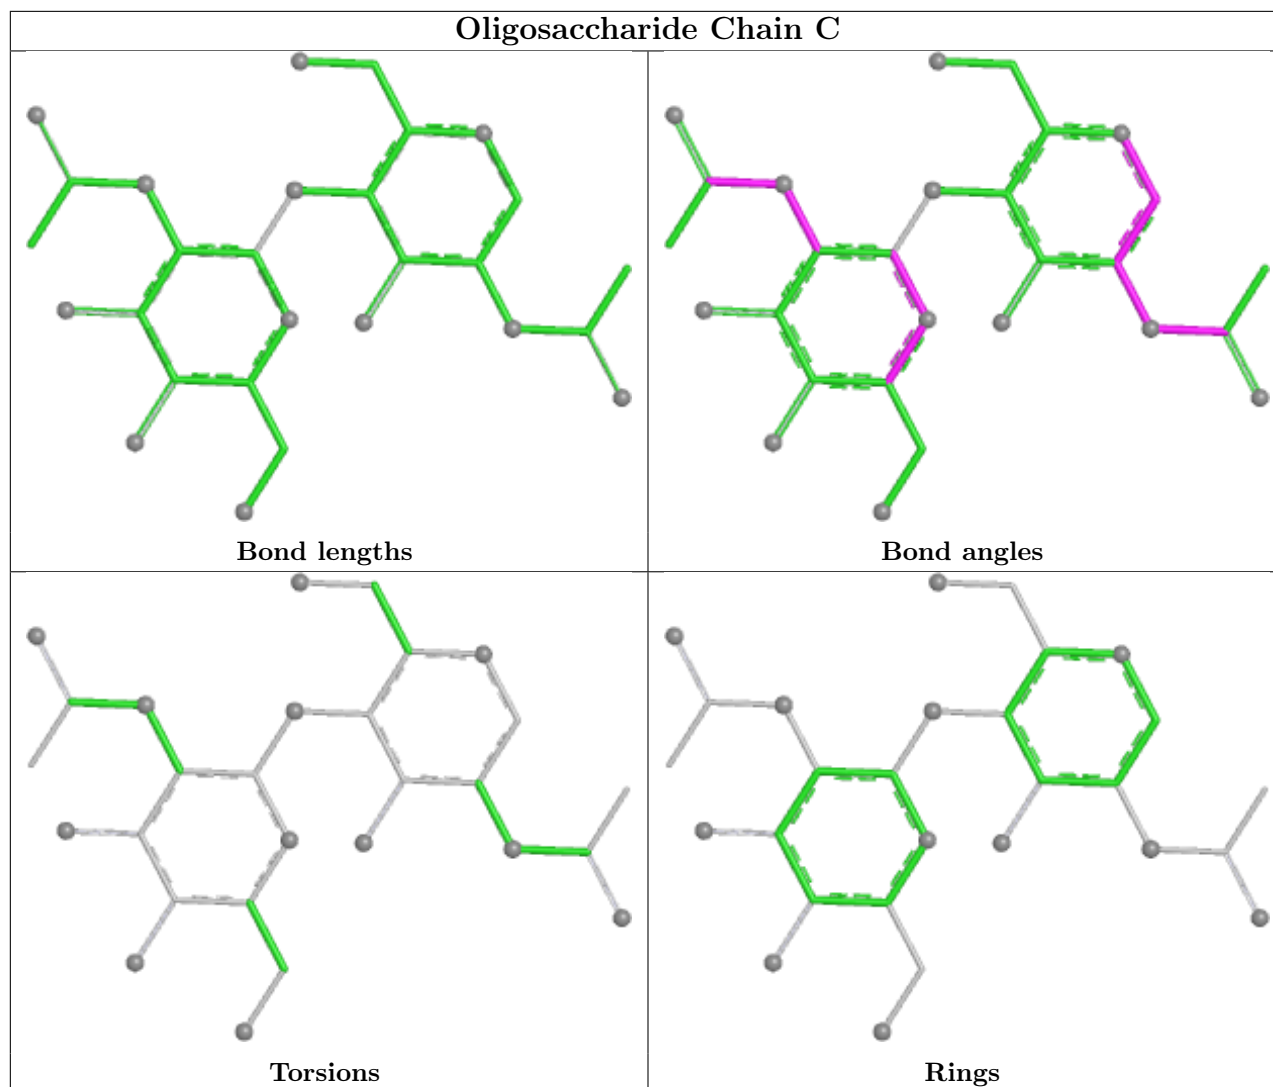 Oligosaccharide Chain C
Bond lengths
Bond angles
Torsions
Rings